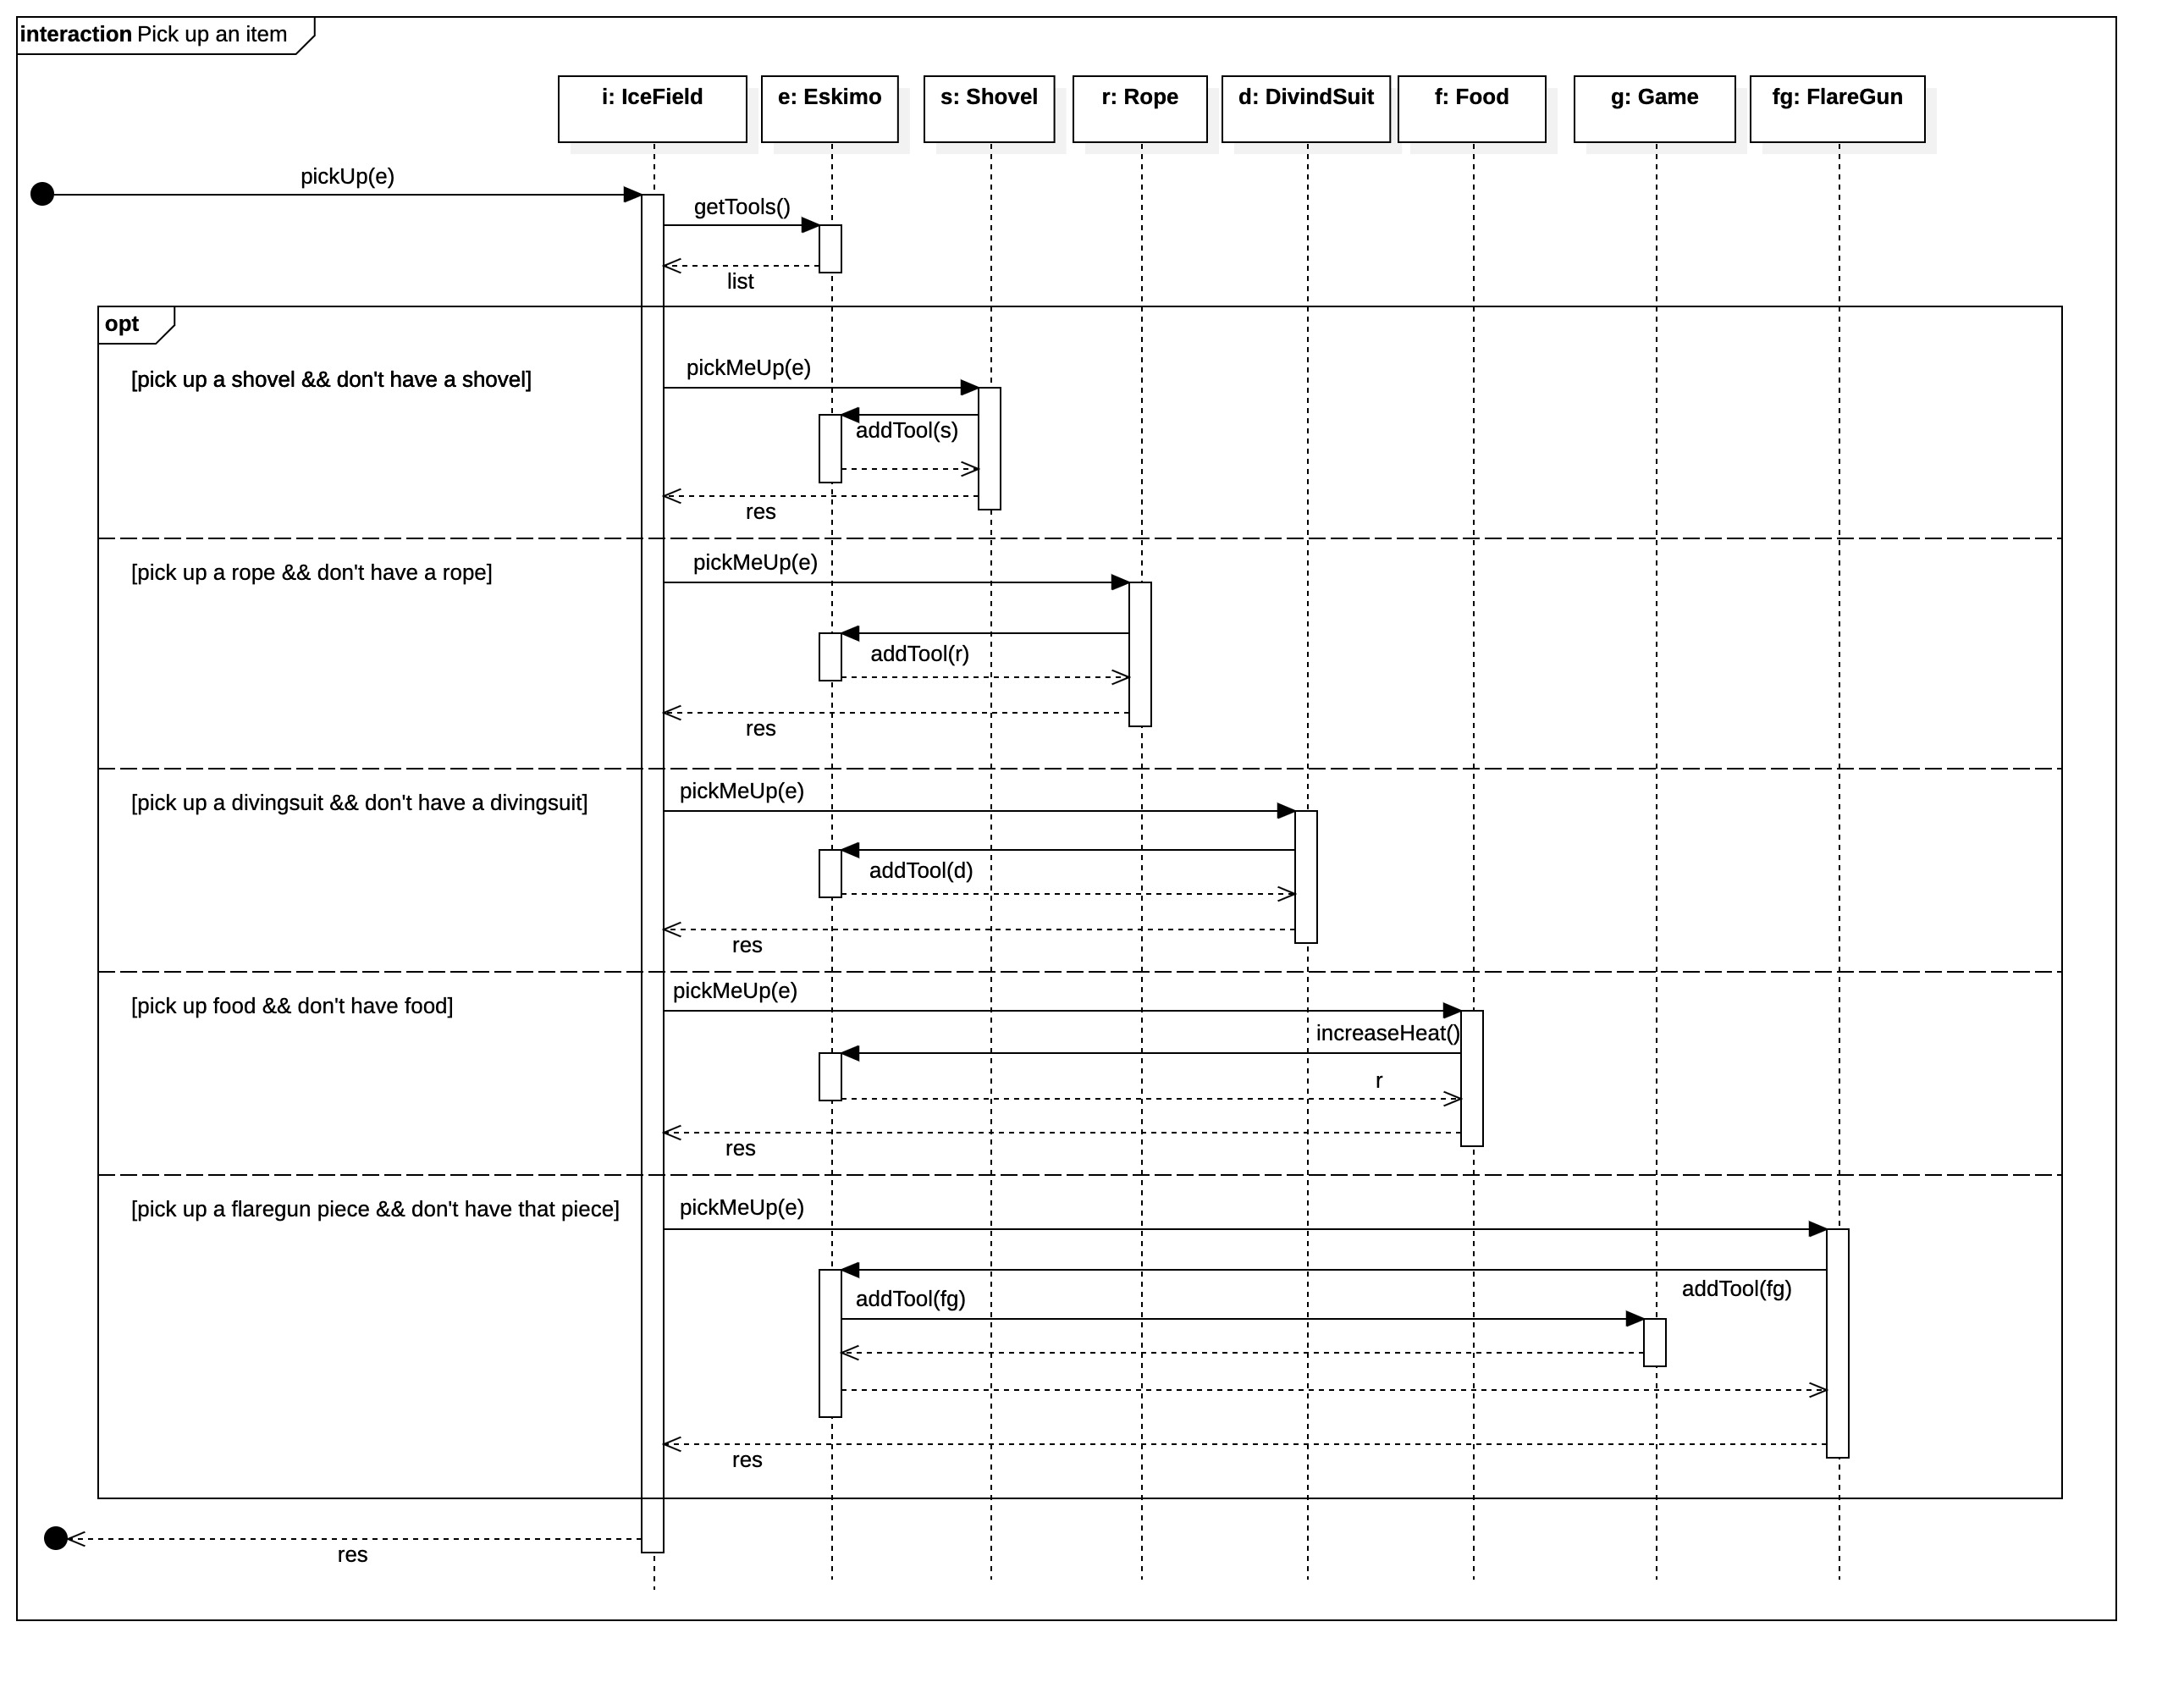 interaction Pick up an item
i: IceField
e: Eskimo
s: Shovel
r: Rope
d: DivindSuit
f: Food
g: Game
fg: FlareGun
pickUp(e)
getTools()
list
opt
[pick up a shovel && don't have a shovel]
pickMeUp(e)
addTool(s)
res
[pick up a rope && don't have a rope]
pickMeUp(e)
addTool(r)
res
[pick up a divingsuit && don't have a divingsuit]
pickMeUp(e)
addTool(d)
res
[pick up food && don't have food]
pickMeUp(e)
increaseHeat()
r
res
[pick up a flaregun piece && don't have that piece]
pickMeUp(e)
addTool(fg)
addTool(fg)
res
res